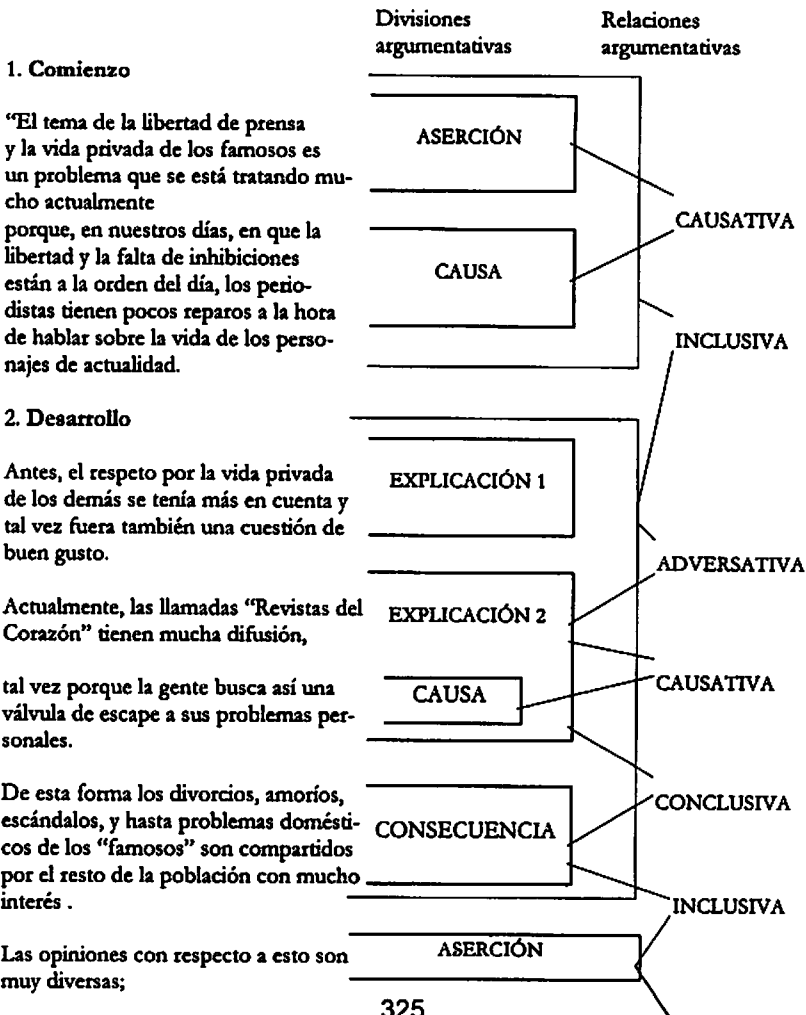 Divisiones
argumentativas
Relaciones
argumentativas
1. Comienzo
“El tema de la libertad de prensa
y la vida privada de los famosos es
un problema que se está tratando mu-
cho actualmente
porque, en nuestros días, en que la
libertad y la falta de inhibiciones
están a la orden del día, los perio-
distas tienen pocos reparos a la hora
de hablar sobre la vida de los perso-
najes de actualidad.
ASERCIÓN
CAUSA
CAUSATIVA
INCLUSIVA
2. Desarrollo
Antes, el respeto por la vida privada
de los demás se tenía más en cuenta y
tal vez fuera también una cuestión de
buen gusto.
EXPLICACIÓN 1
ADVERSATIVA
Actualmente, las llamadas “Revistas del
Corazón” tienen mucha difusión,
EXPLICACIÓN 2
tal vez porque la gente busca así una
válvula de escape a sus problemas per-
sonales.
CAUSA
CAUSATIVA
De esta forma los divorcios, amoríos,
escándalos, y hasta problemas domésti-
cos de los “famosos” son compartidos
por el resto de la población con mucho
interés .
CONSECUENCIA
CONCLUSIVA
INCLUSIVA
Las opiniones con respecto a esto son
muy diversas;
ASERCIÓN
325